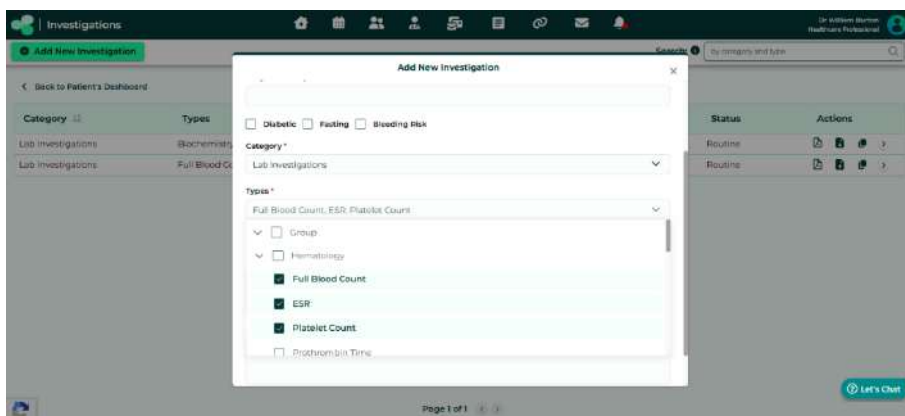 Investigations
Dr William Burton
Healthcare Professional
Add New Investigation
Search: by category and type
Add New Investigation
Back to Patient's Dashboard
Diabetic Fasting Bleeding Risk
Category Types Status Actions
Category *
Lab Investigations Biochemistry Routine
Lab Investigations
Lab Investigations Full Blood Co Routine
Types *
Full Blood Count, ESR, Platelet Count
Group
Hematology
Full Blood Count
ESR
Platelet Count
Prothrombin Time
Let's Chat
Page 1 of 1